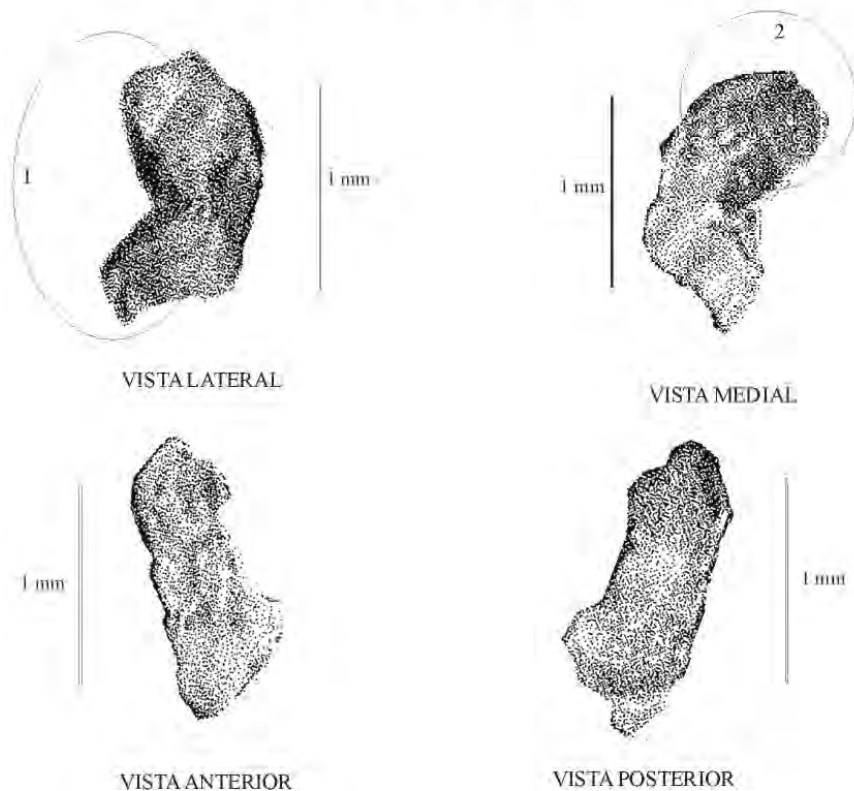 1
1 mm
VISTA LATERAL
2
1 mm
VISTA MEDIAL
1 mm
VISTA ANTERIOR
1 mm
VISTA POSTERIOR